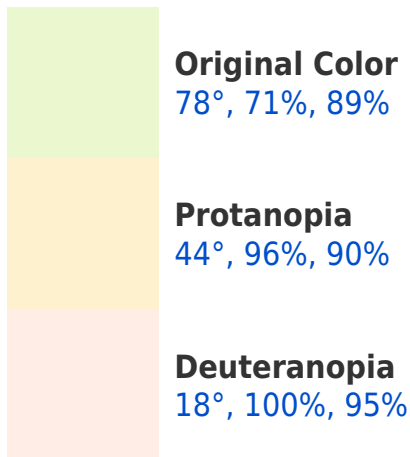 Original Color
78°, 71%, 89%
Protanopia
44°, 96%, 90%
Deuteranopia
18°, 100%, 95%